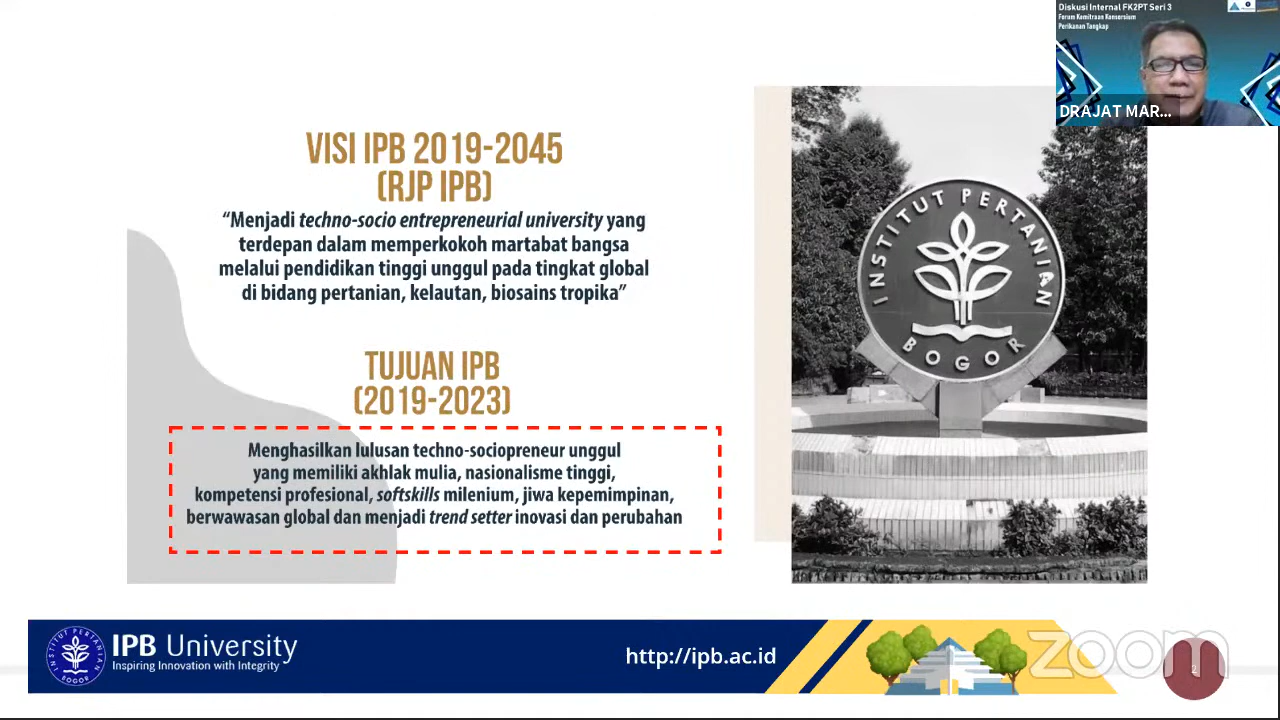 Diskusi Internal FK2PT Seri 3
Forum Kemitraan Konsorsium
Perikanan Tangkap
DRAJAT MAR...
VISI IPB 2019-2045
(RJP IPB)
“Menjadi techno-socio entrepreneurial university yang
terdepan dalam memperkokoh martabat bangsa
melalui pendidikan tinggi unggul pada tingkat global
di bidang pertanian, kelautan, biosains tropika”
TUJUAN IPB
(2019-2023)
Menghasilkan lulusan techno-sociopreneur unggul
yang memiliki akhlak mulia, nasionalisme tinggi,
kompetensi profesional, softskills milenium, jiwa kepemimpinan,
berwawasan global dan menjadi trend setter inovasi dan perubahan
INSTITUT PERTANIAN
BOGOR
INSTITUT PERTANIAN
BOGOR
IPB University
Inspiring Innovation with Integrity
http://ipb.ac.id
zoom
2